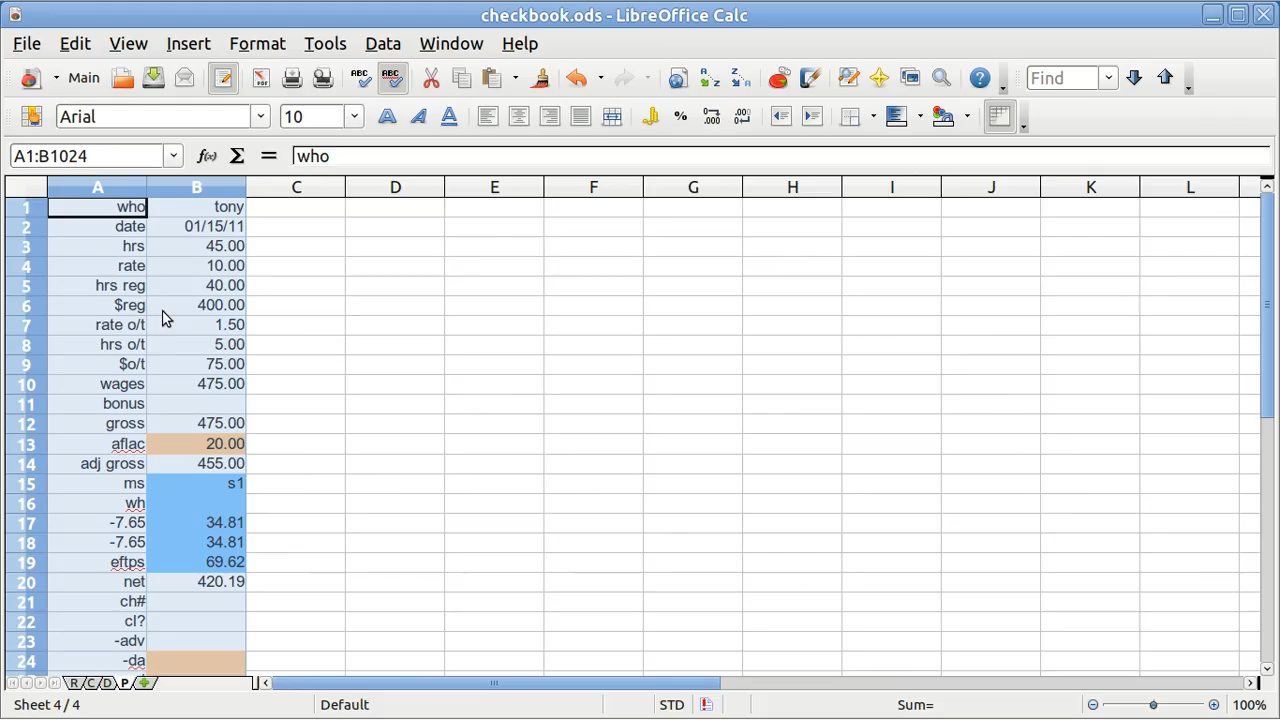 checkbook.ods - LibreOffice Calc
File Edit View Insert Format Tools Data Window Help
Main Find
Arial 10
A1:B1024 who
A B C D E F G H I J K L
1 who tony
2 date 01/15/11
3 hrs 45.00
4 rate 10.00
5 hrs reg 40.00
6 $reg 400.00
7 rate o/t 1.50
8 hrs o/t 5.00
9 $o/t 75.00
10 wages 475.00
11 bonus
12 gross 475.00
13 aflac 20.00
14 adj gross 455.00
15 ms s1
16 wh
17 -7.65 34.81
18 -7.65 34.81
19 eftps 69.62
20 net 420.19
21 ch#
22 cl?
23 -adv
24 -da
R C D P
Sheet 4 / 4 Default STD Sum= 100%